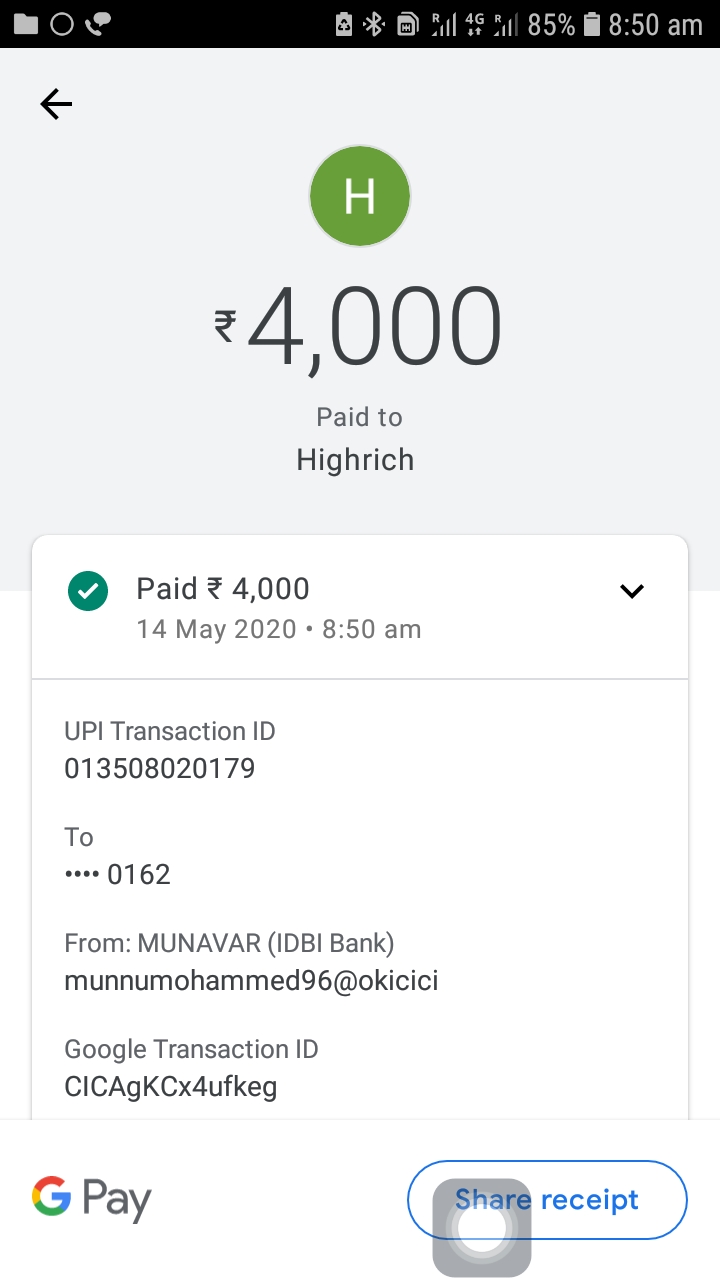 R 4G R 85% 8:50 am
H
₹4,000
Paid to
Highrich
Paid ₹ 4,000
14 May 2020 • 8:50 am
UPI Transaction ID
013508020179
To
•••• 0162
From: MUNAVAR (IDBI Bank)
munnumohammed96@okicici
Google Transaction ID
CICAgKCx4ufkeg
G Pay
Share receipt